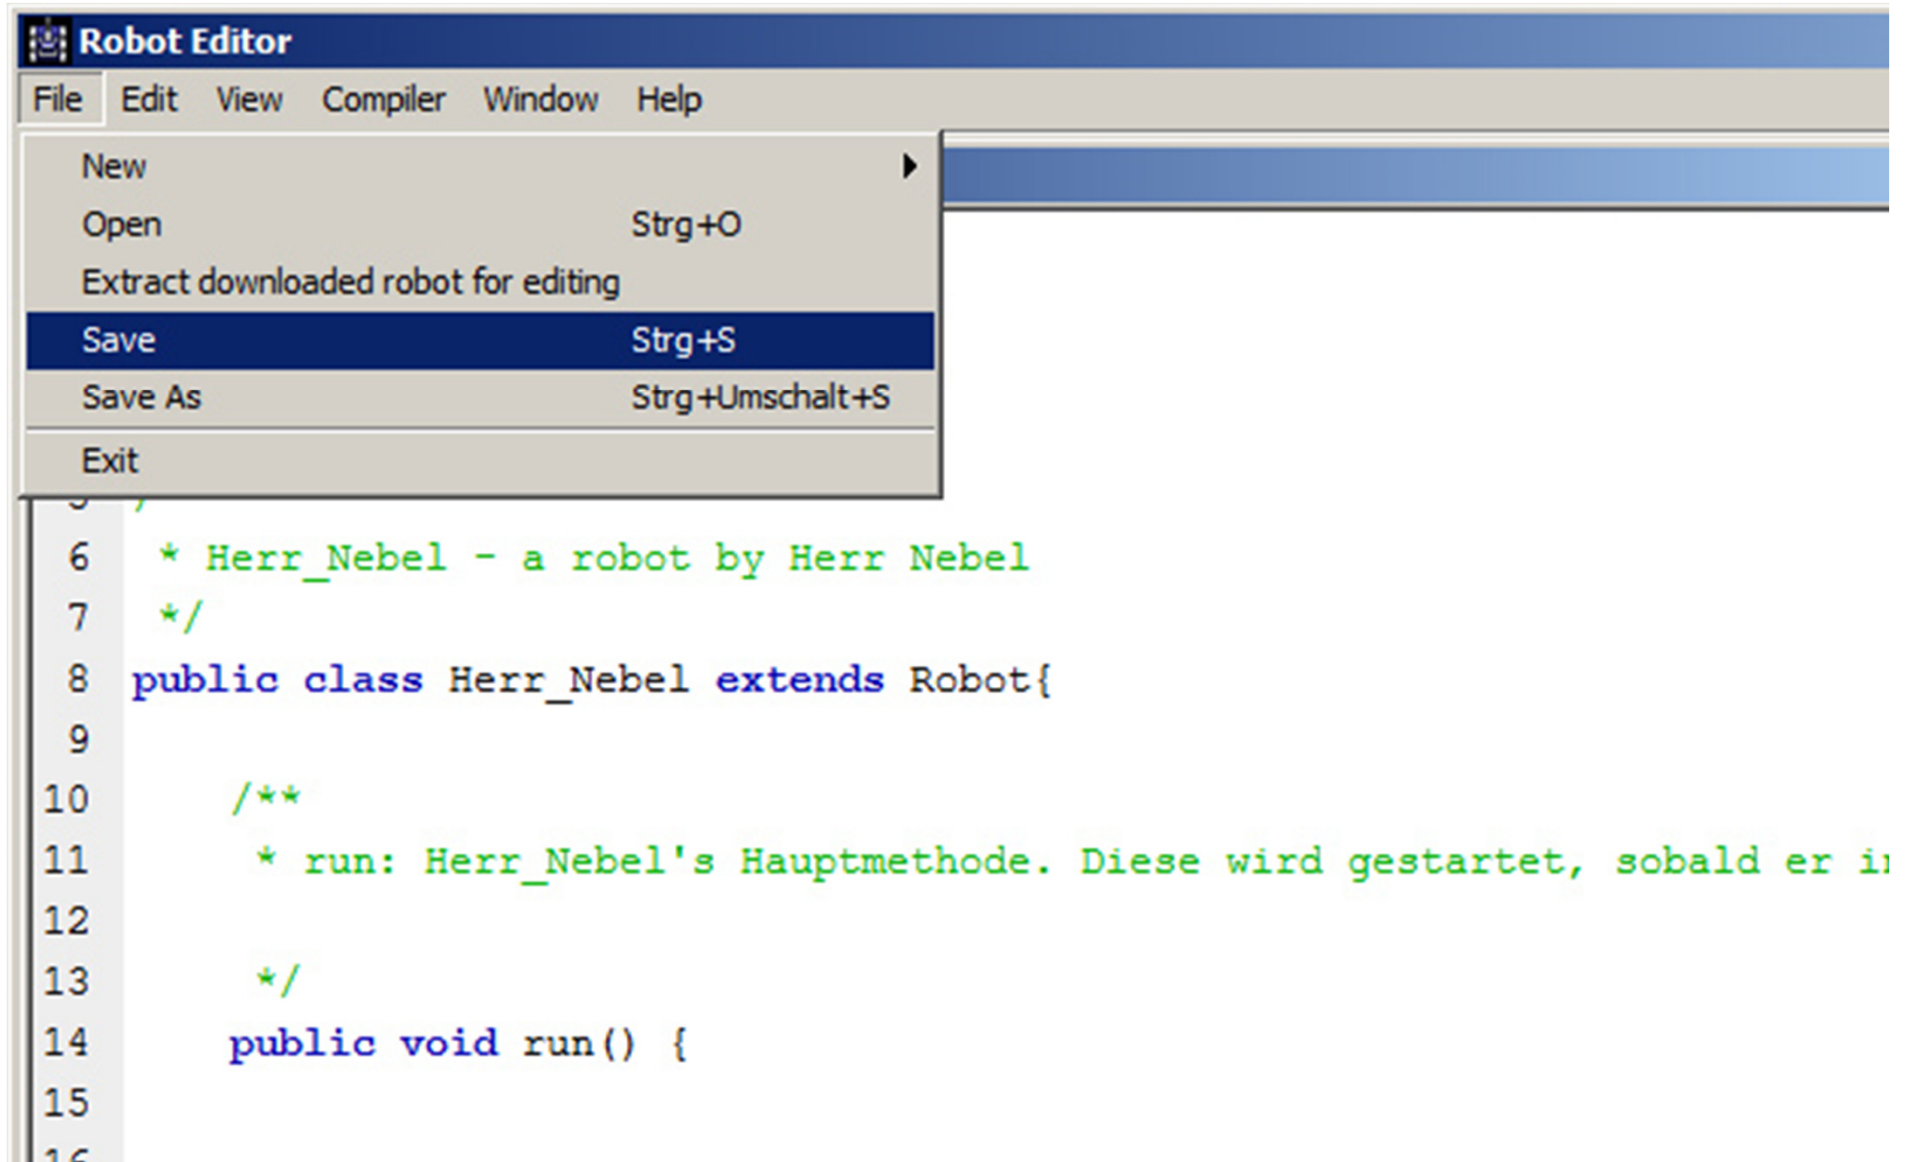 Robot Editor
File Edit View Compiler Window Help
New
Open Strg+O
Extract downloaded robot for editing
Save Strg+S
Save As Strg+Umschalt+S
Exit
6 * Herr_Nebel - a robot by Herr Nebel
7 */
8 public class Herr_Nebel extends Robot{
9
10 /**
11 * run: Herr_Nebel's Hauptmethode. Diese wird gestartet, sobald er
12
13 */
14 public void run() {
15